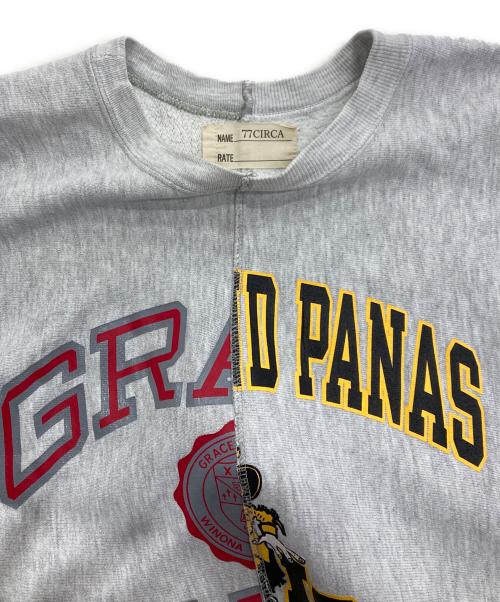 NAME 77CIRCA
RATE
GRA D PANAS
GRACE
X
WINONA